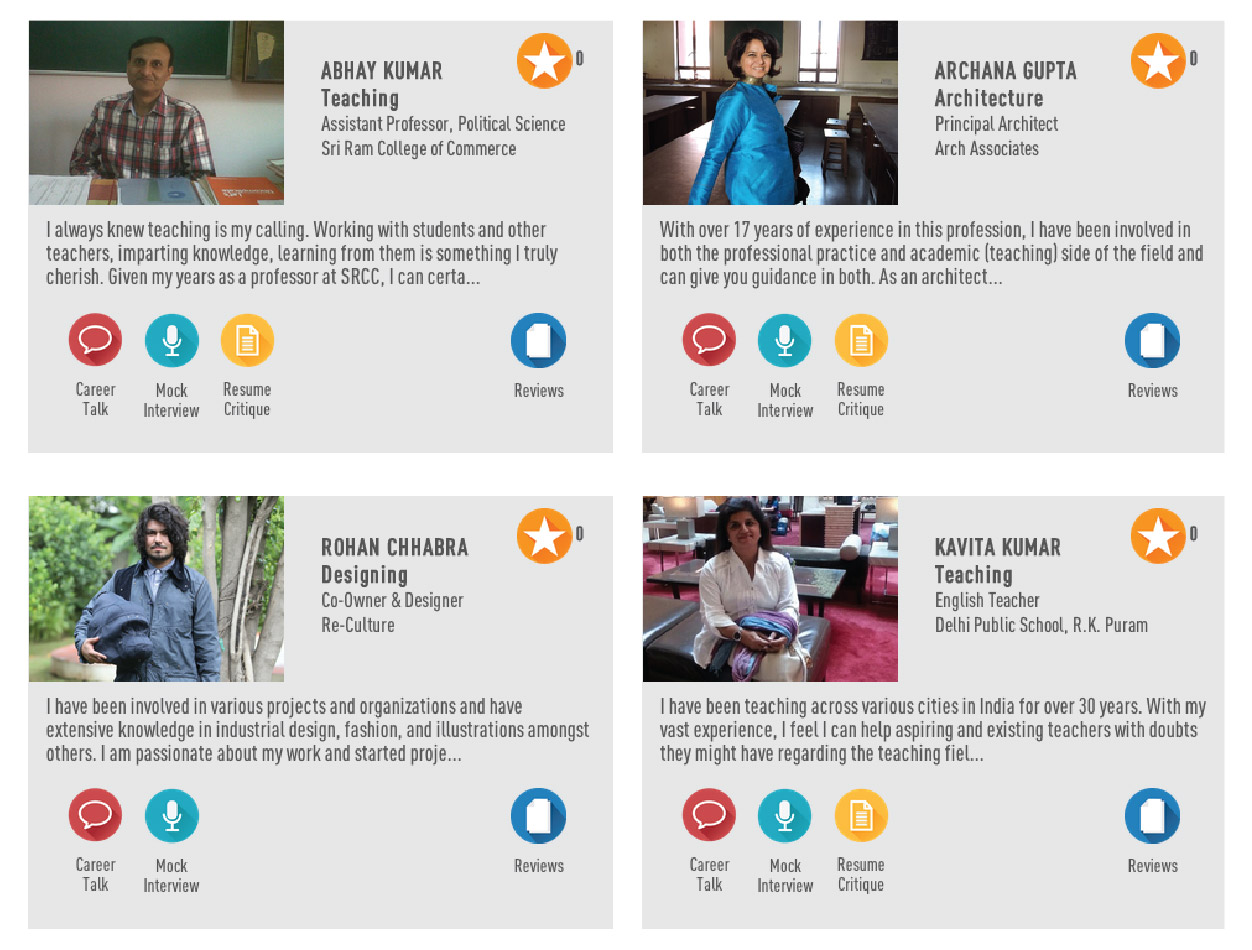 ABHAY KUMAR
Teaching
Assistant Professor, Political Science
Sri Ram College of Commerce
0
I always knew teaching is my calling. Working with students and other
teachers, imparting knowledge, learning from them is something I truly
cherish. Given my years as a professor at SRCC, I can certa...
Career
Talk
Mock
Interview
Resume
Critique
Reviews
ARCHANA GUPTA
Architecture
Principal Architect
Arch Associates
0
With over 17 years of experience in this profession, I have been involved in
both the professional practice and academic (teaching) side of the field and
can give you guidance in both. As an architect...
Career
Talk
Mock
Interview
Resume
Critique
Reviews
ROHAN CHHABRA
Designing
Co-Owner & Designer
Re-Culture
0
I have been involved in various projects and organizations and have
extensive knowledge in industrial design, fashion, and illustrations amongst
others. I am passionate about my work and started proje...
Career
Talk
Mock
Interview
Reviews
KAVITA KUMAR
Teaching
English Teacher
Delhi Public School, R.K. Puram
0
I have been teaching across various cities in India for over 30 years. With my
vast experience, I feel I can help aspiring and existing teachers with doubts
they might have regarding the teaching fiel...
Career
Talk
Mock
Interview
Resume
Critique
Reviews